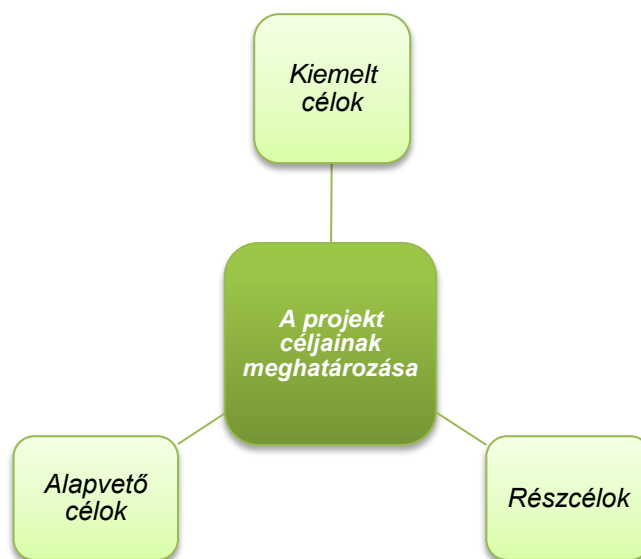 Kiemelt
célok
A projekt
céljainak
meghatározása
Alapvető
célok
Részcélok